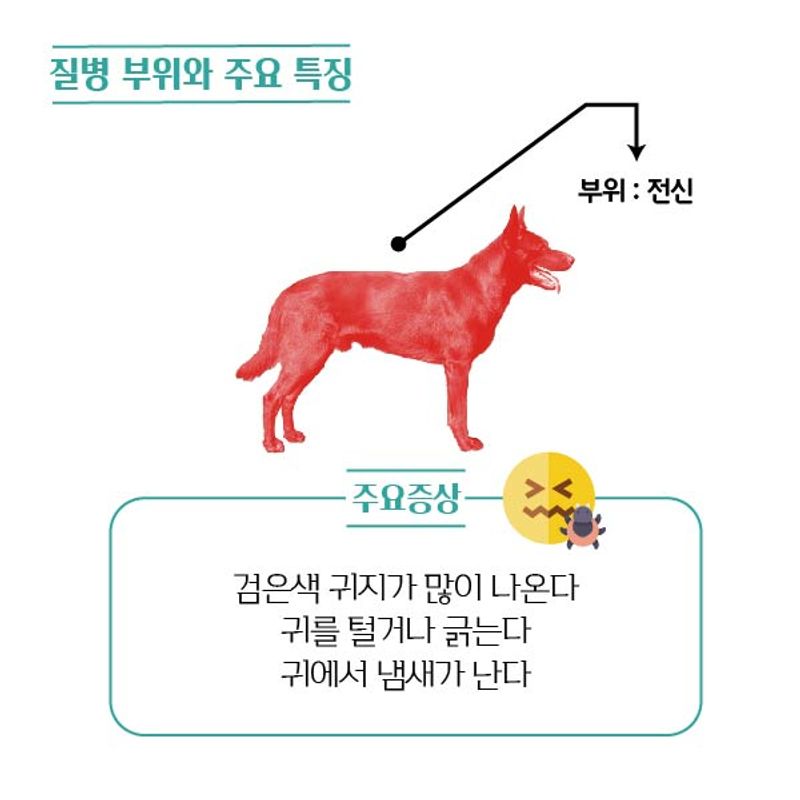 질병 부위와 주요 특징
부위 : 전신
주요증상
검은색 귀지가 많이 나온다
귀를 털거나 긁는다
귀에서 냄새가 난다